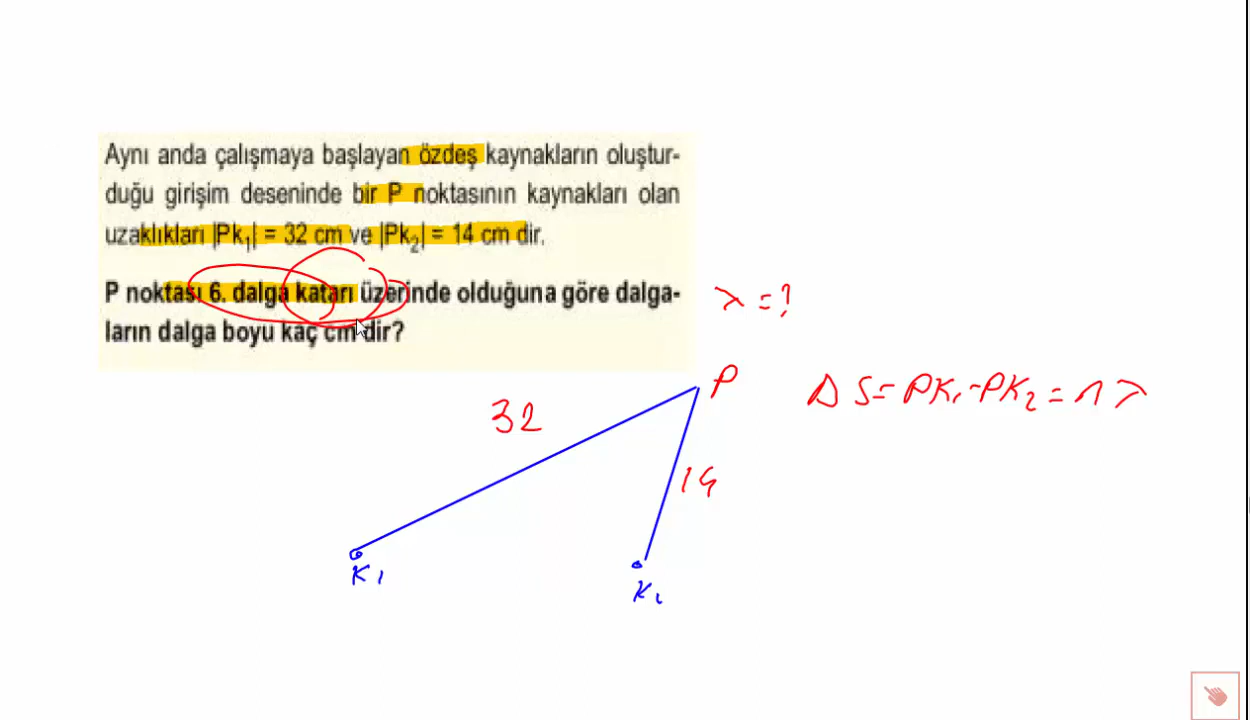 Aynı anda çalışmaya başlayan özdeş kaynakların oluştur-
duğu girişim deseninde bir P noktasının kaynakları olan
uzaklıkları |Pk₁| = 32 cm ve |Pk₂| = 14 cm dir.
P noktası 6. dalga katarı üzerinde olduğuna göre dalga-
ların dalga boyu kaç cm dir?
λ = ?
P
Δ S = PK₁ - PK₂ = n λ
32
14
K₁
K₂